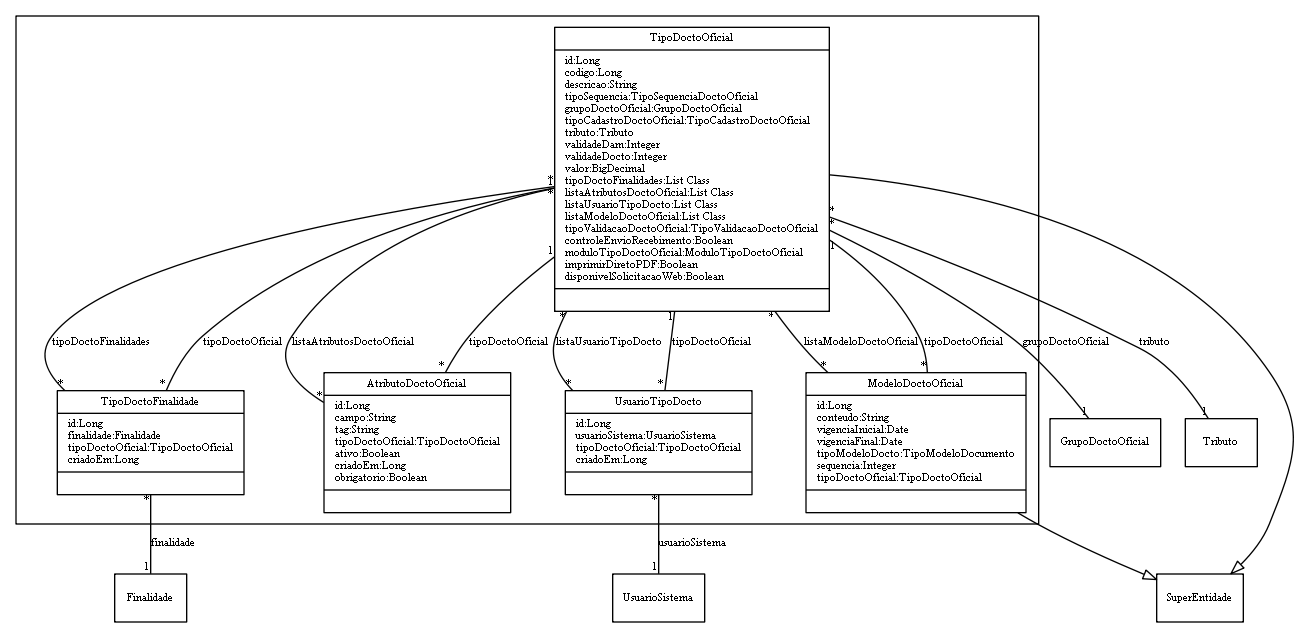 TipoDoctoOficial
id:Long
codigo:Long
descricao:String
tipoSequencia:TipoSequenciaDoctoOficial
grupoDoctoOficial:GrupoDoctoOficial
tipoCadastroDoctoOficial:TipoCadastroDoctoOficial
tributo:Tributo
validadeDam:Integer
validadeDocto:Integer
valor:BigDecimal
tipoDoctoFinalidades:List Class
listaAtributosDoctoOficial:List Class
listaUsuarioTipoDocto:List Class
listaModeloDoctoOficial:List Class
tipoValidacaoDoctoOficial:TipoValidacaoDoctoOficial
controleEnvioRecebimento:Boolean
moduloTipoDoctoOficial:ModuloTipoDoctoOficial
imprimirDiretoPDF:Boolean
disponivelSolicitacaoWeb:Boolean
*
1
*
1
*
*
1
*
1
*
tipoDoctoFinalidades
tipoDoctoOficial
listaAtributosDoctoOficial
tipoDoctoOficial
listaUsuarioTipoDocto
tipoDoctoOficial
listaModeloDoctoOficial
tipoDoctoOficial
grupoDoctoOficial
tributo
*
*
*
*
*
*
*
*
1
1
TipoDoctoFinalidade
id:Long
finalidade:Finalidade
tipoDoctoOficial:TipoDoctoOficial
criadoEm:Long
AtributoDoctoOficial
id:Long
campo:String
tag:String
tipoDoctoOficial:TipoDoctoOficial
ativo:Boolean
criadoEm:Long
obrigatorio:Boolean
UsuarioTipoDocto
id:Long
usuarioSistema:UsuarioSistema
tipoDoctoOficial:TipoDoctoOficial
criadoEm:Long
ModeloDoctoOficial
id:Long
conteudo:String
vigenciaInicial:Date
vigenciaFinal:Date
tipoModeloDocto:TipoModeloDocumento
sequencia:Integer
tipoDoctoOficial:TipoDoctoOficial
GrupoDoctoOficial
Tributo
*
*
finalidade
usuarioSistema
1
1
Finalidade
UsuarioSistema
SuperEntidade